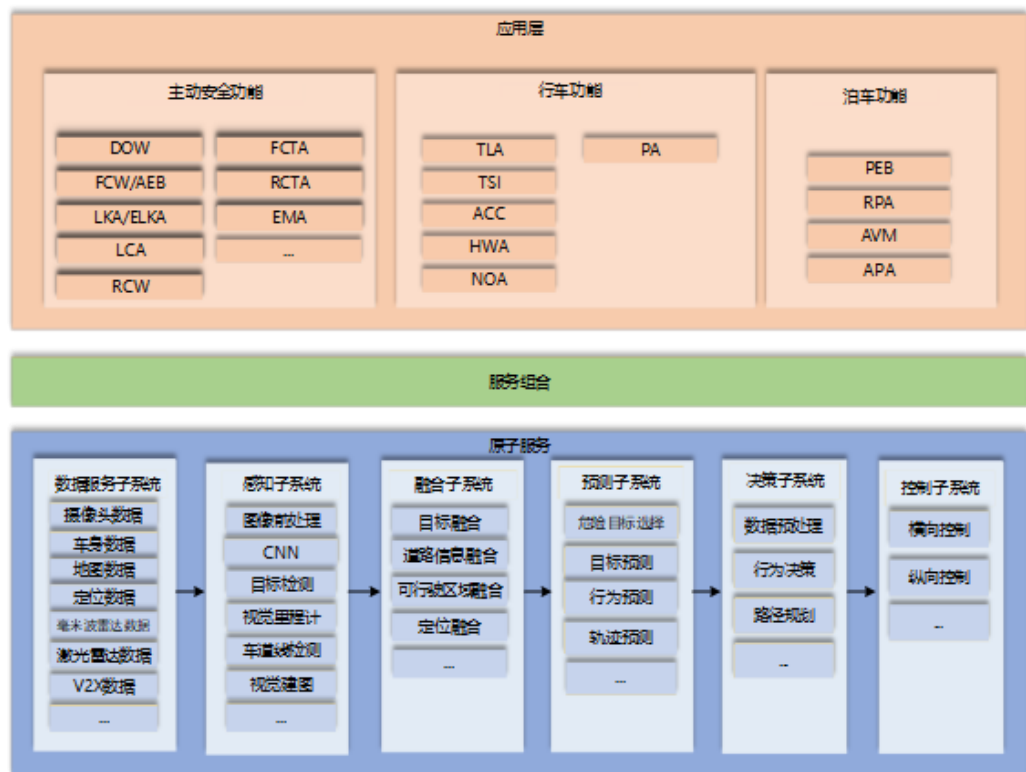 应用层
主动安全功能
DOW
FCW/AEB
LKA/ELKA
LCA
RCW
FCTA
RCTA
EMA
...
行车功能
TLA
TSI
ACC
HWA
NOA
PA
泊车功能
PEB
RPA
AVM
APA
服务组合
原子服务
数据服务子系统
摄像头数据
车身数据
地图数据
定位数据
毫米波雷达数据
激光雷达数据
V2X数据
...
感知子系统
图像前处理
CNN
目标检测
视觉里程计
车道线检测
视觉建图
...
融合子系统
目标融合
道路信息融合
可行驶区域融合
定位融合
...
预测子系统
危险目标选择
目标预测
行为预测
轨迹预测
...
决策子系统
数据预处理
行为决策
路径规划
...
控制子系统
横向控制
纵向控制
...